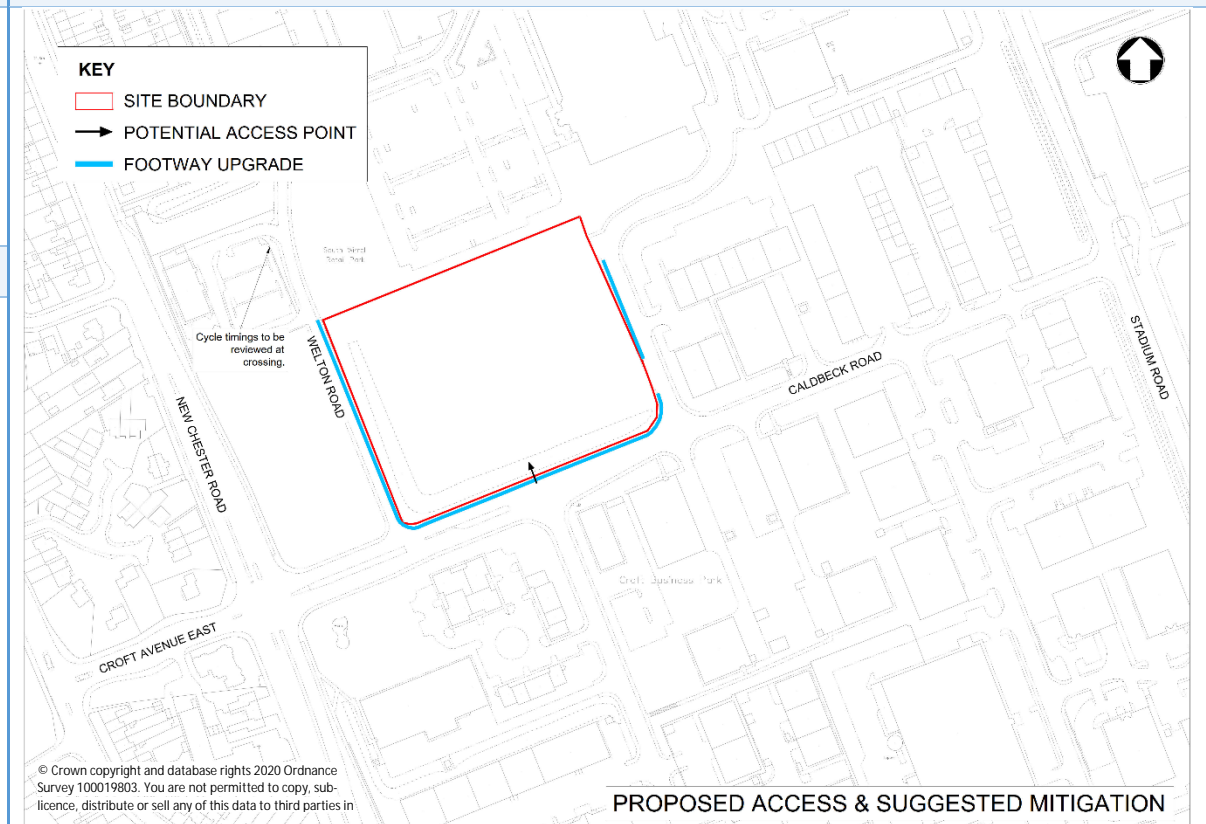 KEY
SITE BOUNDARY
POTENTIAL ACCESS POINT
FOOTWAY UPGRADE
Cycle timings to be
reviewed at
crossing.
WELTON ROAD
NEW CHESTER ROAD
CALDBECK ROAD
STADIUM ROAD
Croft Business Park
CROFT AVENUE EAST
© Crown copyright and database rights 2020 Ordnance
Survey 100019803. You are not permitted to copy, sub-
licence, distribute or sell any of this data to third parties in
PROPOSED ACCESS & SUGGESTED MITIGATION